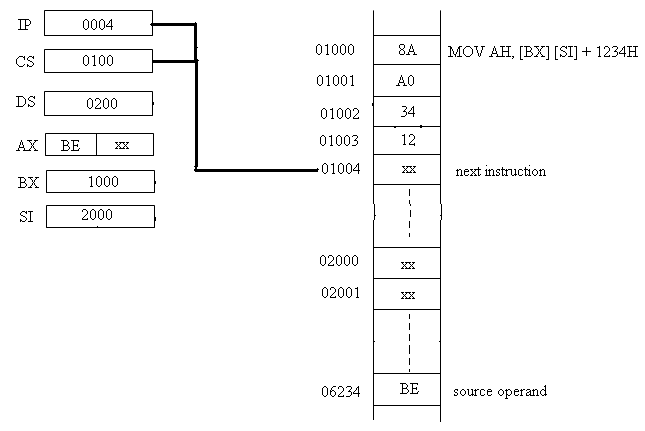 IP 0004
CS 0100
DS 0200
AX BE xx
BX 1000
SI 2000
01000 8A MOV AH, [BX] [SI] + 1234H
01001 A0
01002 34
01003 12
01004 xx next instruction
02000 xx
02001 xx
06234 BE source operand